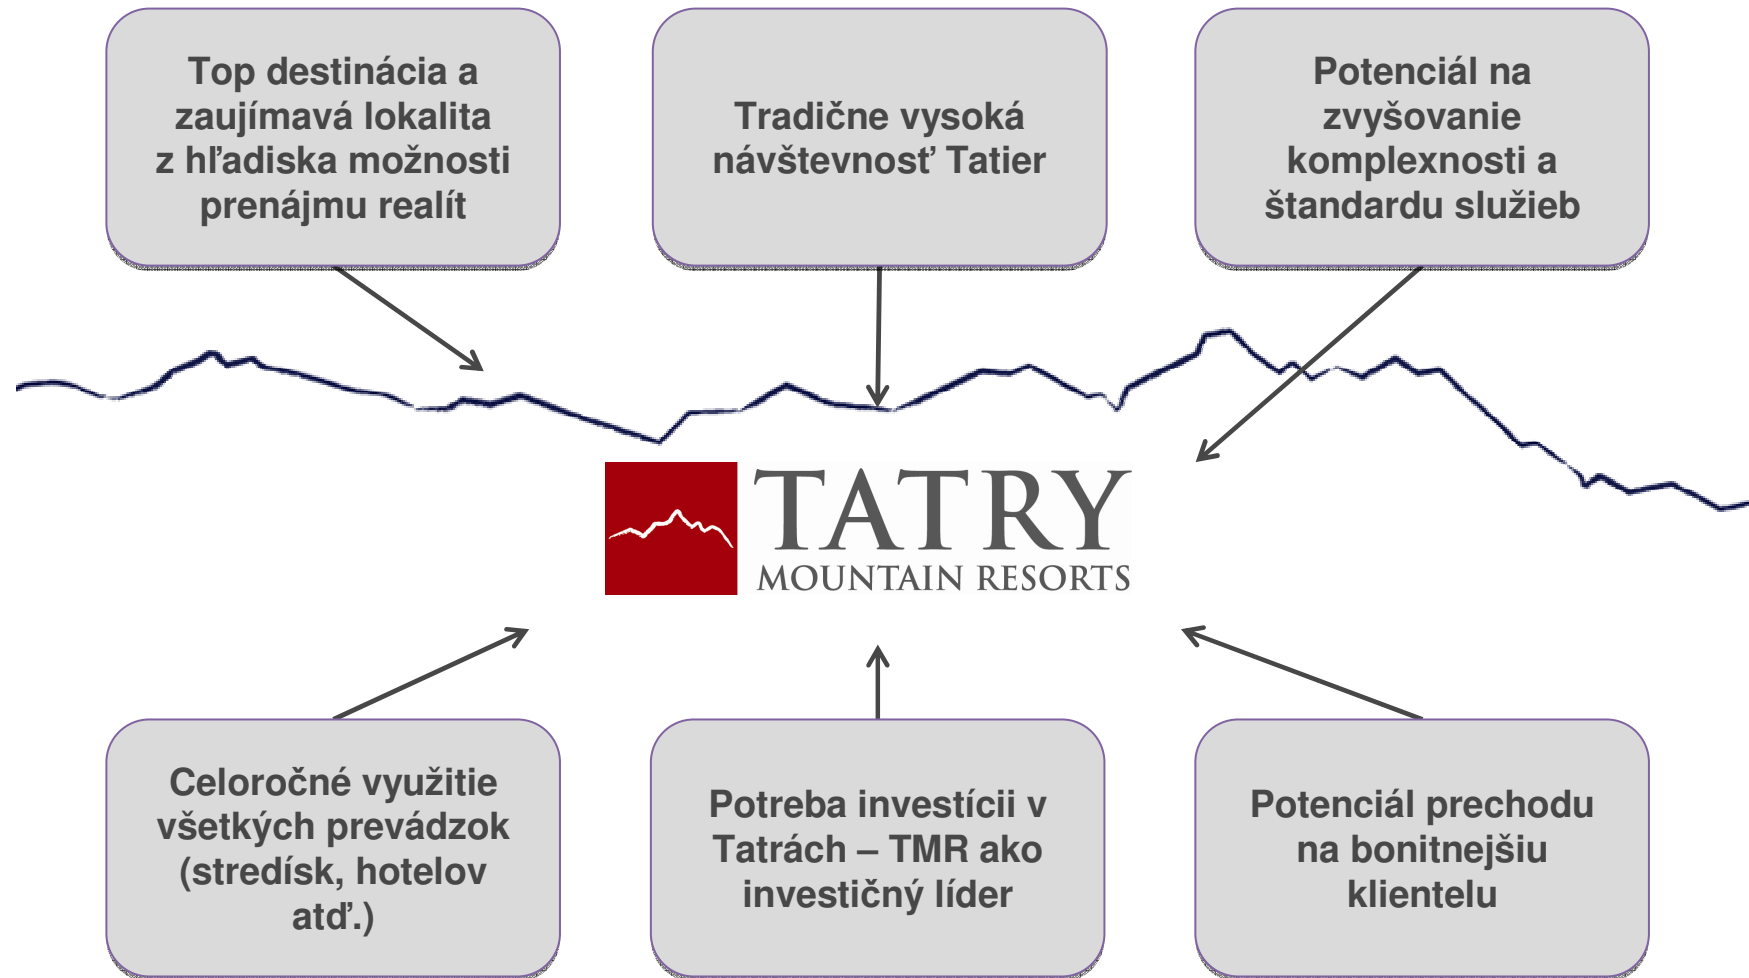 Top destinácia a
zaujímavá lokalita
z hľadiska možnosti
prenájmu realít
Tradične vysoká
návštevnosť Tatier
Potenciál na
zvyšovanie
komplexnosti a
štandardu služieb
TATRY
MOUNTAIN RESORTS
Celoročné využitie
všetkých prevádzok
(stredísk, hotelov
atď.)
Potreba investícii v
Tatrách – TMR ako
investičný líder
Potenciál prechodu
na bonitnejšiu
klientelu